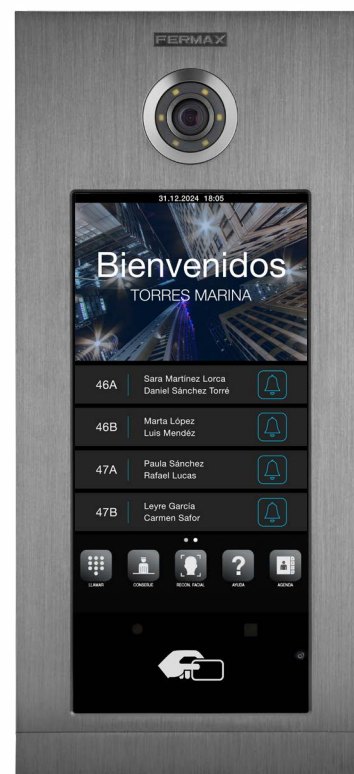 FERMAX
31.12.2024 18:05
Bienvenidos
TORRES MARINA
46A
Sara Martínez Lorca
Daniel Sánchez Torré
46B
Marta López
Luis Mendéz
47A
Paula Sánchez
Rafael Lucas
47B
Leyre García
Carmen Safor
LLAMAR
CONSERJE
RECON. FACIAL
AYUDA
AGENDA